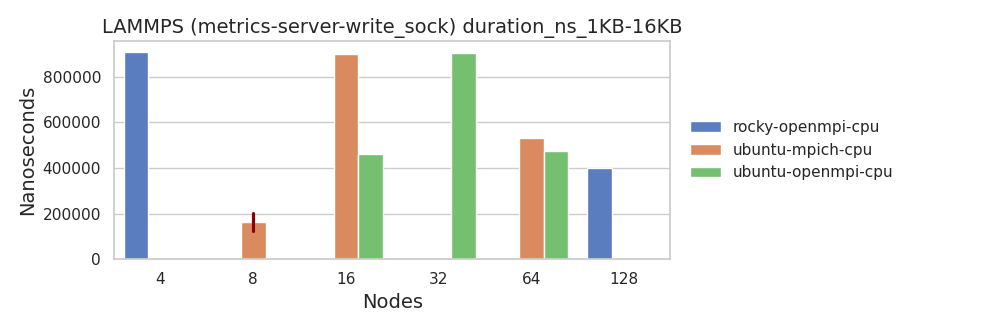 LAMMPS (metrics-server-write_sock) duration_ns_1KB-16KB
Nanoseconds
800000
600000
400000
200000
0
4 8 16 32 64 128
Nodes
rocky-openmpi-cpu
ubuntu-mpich-cpu
ubuntu-openmpi-cpu